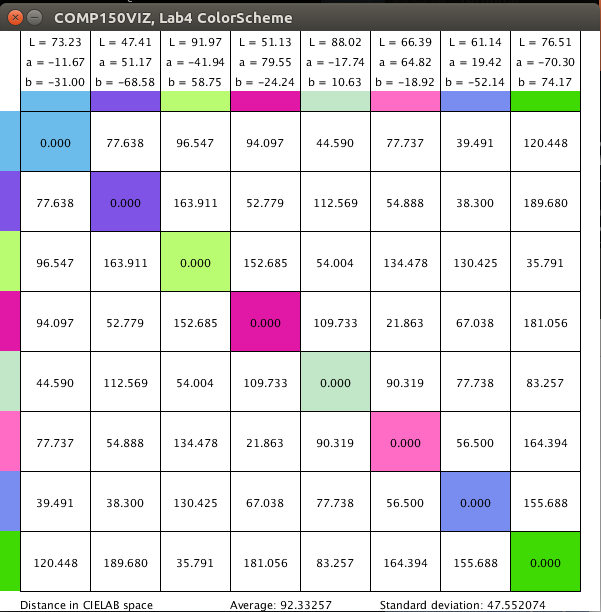 COMP150VIZ, Lab4 ColorScheme
L = 73.23 L = 47.41 L = 91.97 L = 51.13 L = 88.02 L = 66.39 L = 61.14 L = 76.51
a = -11.67 a = 51.17 a = -41.94 a = 79.55 a = -17.74 a = 64.82 a = 19.42 a = -70.30
b = -31.00 b = -68.58 b = 58.75 b = -24.24 b = 10.63 b = -18.92 b = -52.14 b = 74.17
0.000 77.638 96.547 94.097 44.590 77.737 39.491 120.448
77.638 0.000 163.911 52.779 112.569 54.888 38.300 189.680
96.547 163.911 0.000 152.685 54.004 134.478 130.425 35.791
94.097 52.779 152.685 0.000 109.733 21.863 67.038 181.056
44.590 112.569 54.004 109.733 0.000 90.319 77.738 83.257
77.737 54.888 134.478 21.863 90.319 0.000 56.500 164.394
39.491 38.300 130.425 67.038 77.738 56.500 0.000 155.688
120.448 189.680 35.791 181.056 83.257 164.394 155.688 0.000
Distance in CIELAB space Average: 92.33257 Standard deviation: 47.552074